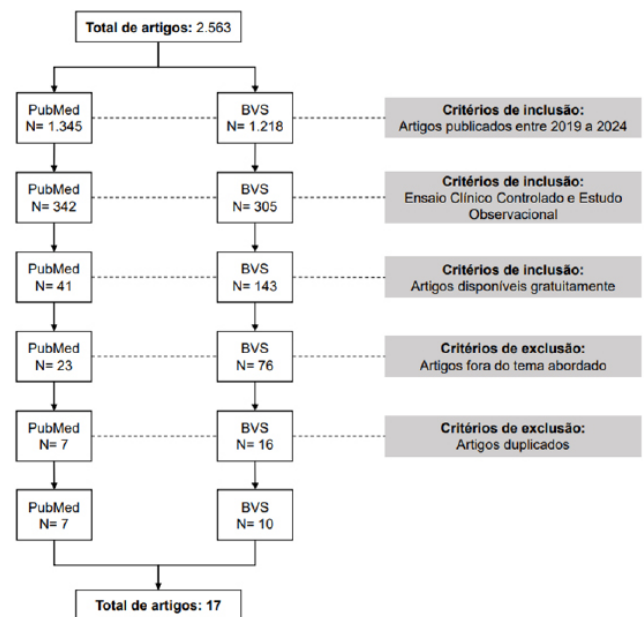 Total de artigos: 2.563
PubMed
N= 1.345
BVS
N= 1.218
Critérios de inclusão:
Artigos publicados entre 2019 a 2024
PubMed
N= 342
BVS
N= 305
Critérios de inclusão:
Ensaio Clínico Controlado e Estudo
Observacional
PubMed
N= 41
BVS
N= 143
Critérios de inclusão:
Artigos disponíveis gratuitamente
PubMed
N= 23
BVS
N= 76
Critérios de exclusão:
Artigos fora do tema abordado
PubMed
N= 7
BVS
N= 16
Critérios de exclusão:
Artigos duplicados
PubMed
N= 7
BVS
N= 10
Total de artigos: 17